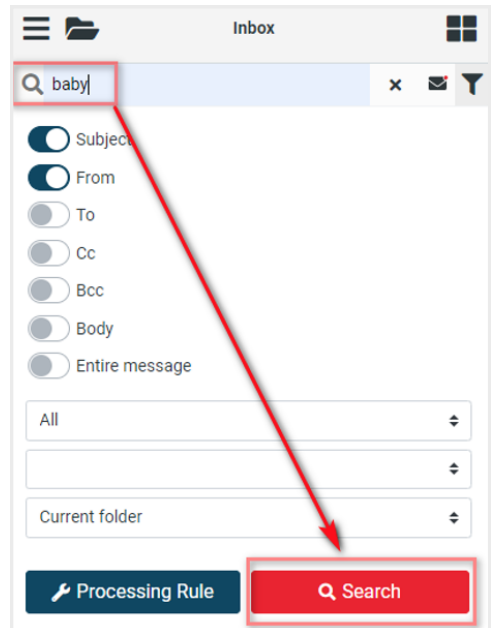 Inbox
baby
Subject
From
To
Cc
Bcc
Body
Entire message
All
Current folder
Processing Rule
Search